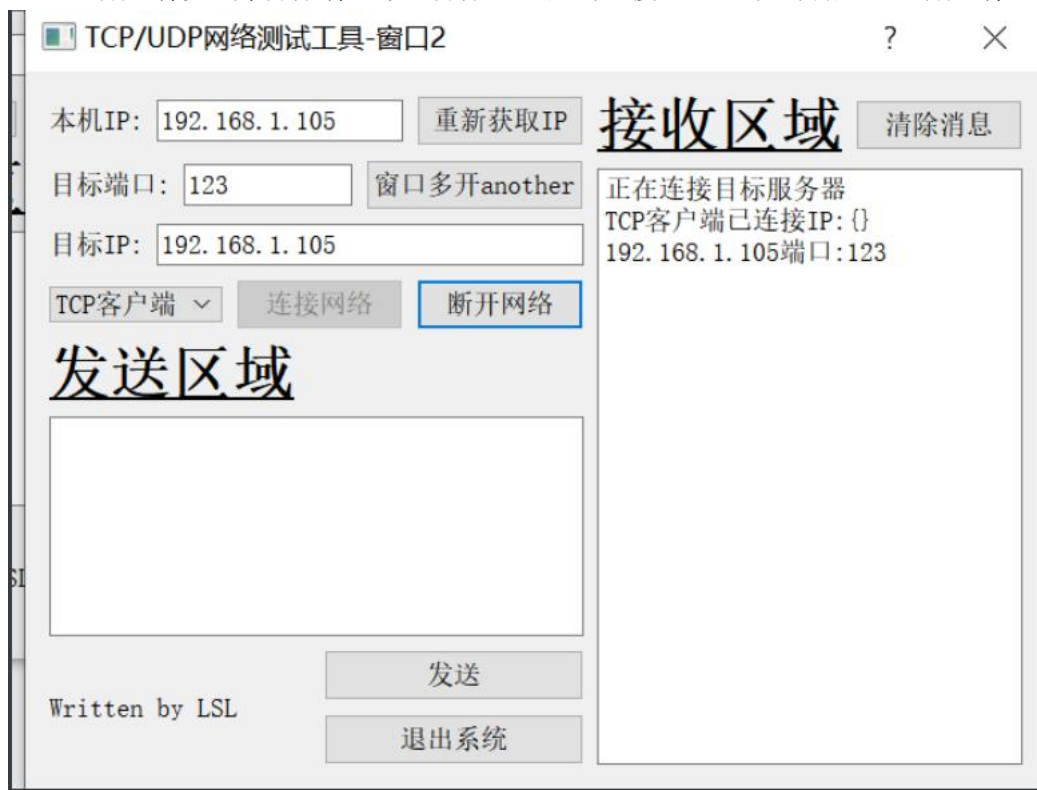 TCP/UDP网络测试工具-窗口2
本机IP: 192.168.1.105 重新获取IP
目标端口: 123 窗口多开another
目标IP: 192.168.1.105
TCP客户端 连接网络 断开网络
发送区域
发送
Written by LSL
退出系统
接收区域 清除消息
正在连接目标服务器
TCP客户端已连接IP:{}
192.168.1.105端口:123